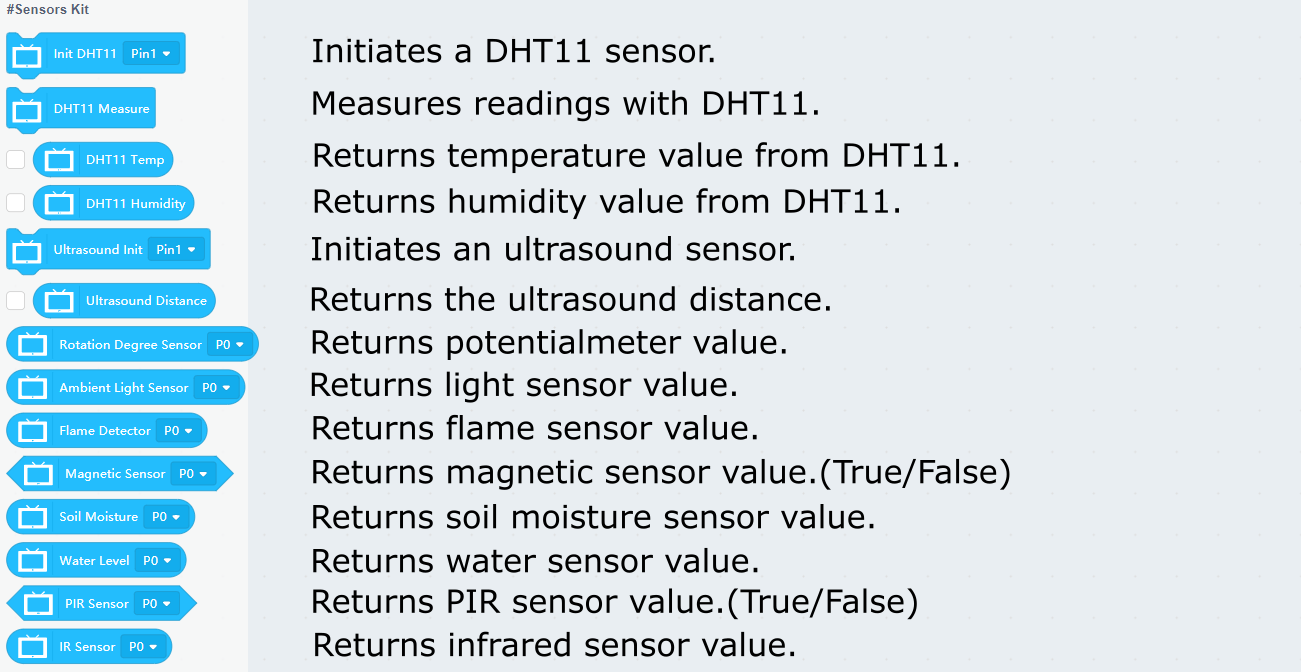 #Sensors Kit
Init DHT11 Pin1 Initiates a DHT11 sensor.
DHT11 Measure Measures readings with DHT11.
DHT11 Temp Returns temperature value from DHT11.
DHT11 Humidity Returns humidity value from DHT11.
Ultrasound Init Pin1 Initiates an ultrasound sensor.
Ultrasound Distance Returns the ultrasound distance.
Rotation Degree Sensor P0 Returns potentialmeter value.
Ambient Light Sensor P0 Returns light sensor value.
Flame Detector P0 Returns flame sensor value.
Magnetic Sensor P0 Returns magnetic sensor value.(True/False)
Soil Moisture P0 Returns soil moisture sensor value.
Water Level P0 Returns water sensor value.
PIR Sensor P0 Returns PIR sensor value.(True/False)
IR Sensor P0 Returns infrared sensor value.